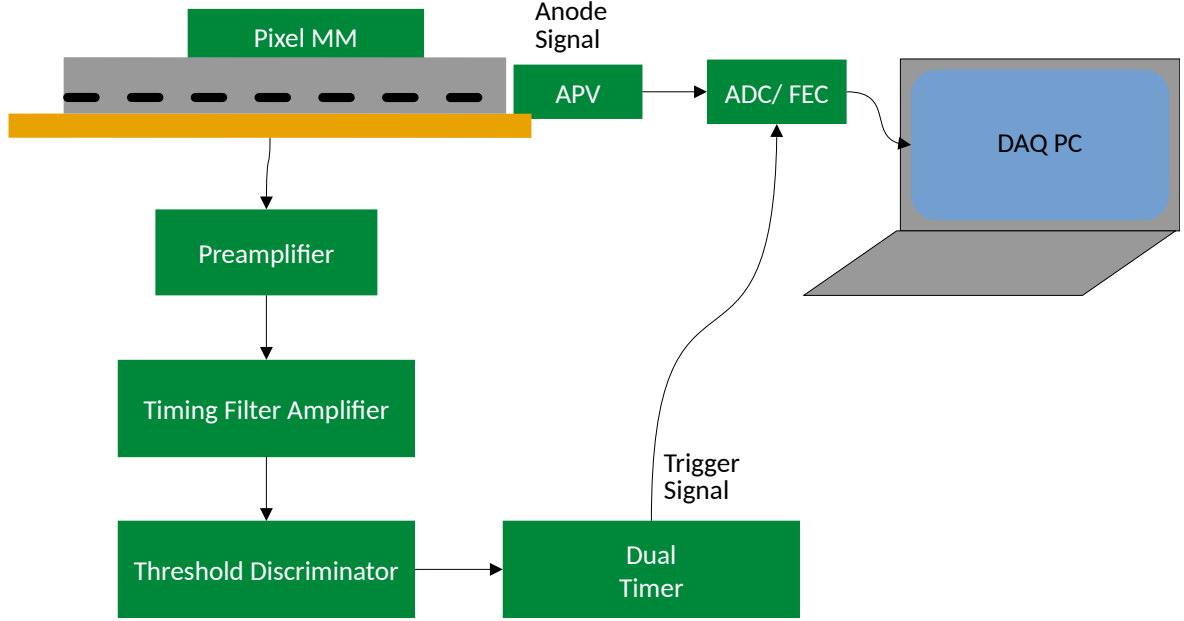 Pixel MM
Anode
Signal
APV
ADC/ FEC
DAQ PC
Preamplifier
Timing Filter Amplifier
Trigger
Signal
Threshold Discriminator
Dual
Timer